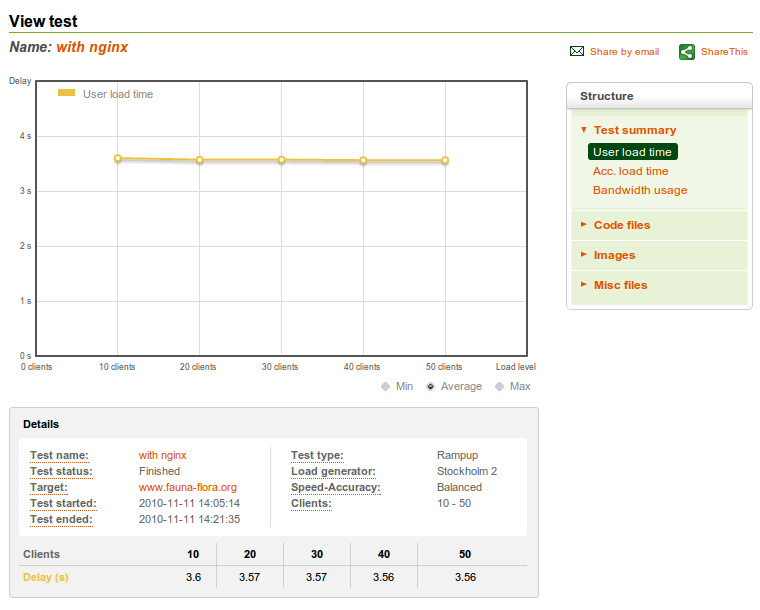 View test
Name: with nginx
Share by email ShareThis
Delay
User load time
4 s
3 s
2 s
1 s
0 s
0 clients 10 clients 20 clients 30 clients 40 clients 50 clients Load level
Min Average Max
Structure
Test summary
User load time
Acc. load time
Bandwidth usage
Code files
Images
Misc files
Details
Test name: with nginx Test type: Rampup
Test status: Finished Load generator: Stockholm 2
Target: www.fauna-flora.org Speed-Accuracy: Balanced
Test started: 2010-11-11 14:05:14 Clients: 10 - 50
Test ended: 2010-11-11 14:21:35
Clients 10 20 30 40 50
Delay (s) 3.6 3.57 3.57 3.56 3.56